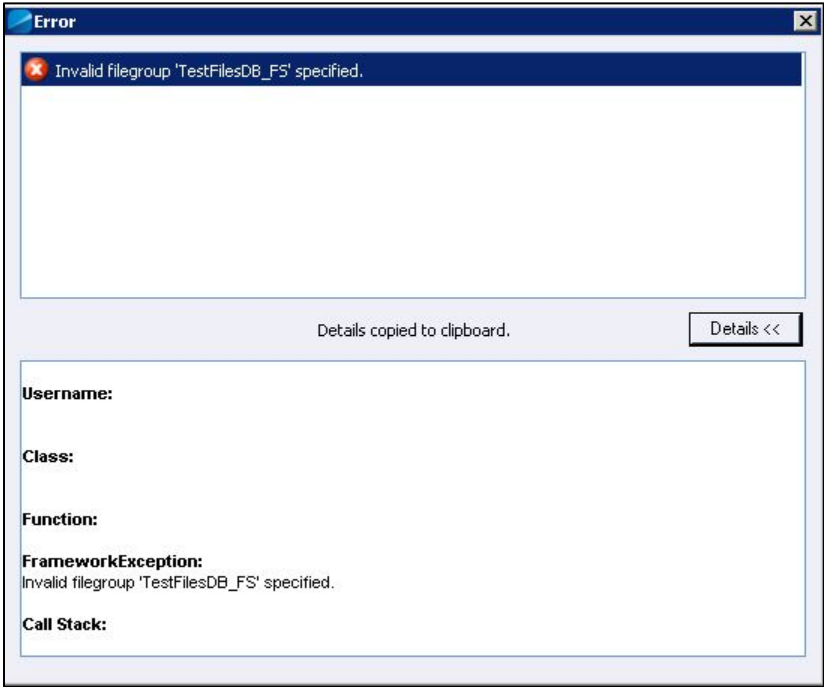 Error
Invalid filegroup 'TestFilesDB_FS' specified.
Details copied to clipboard.
Details <<
Username:
Class:
Function:
FrameworkException:
Invalid filegroup 'TestFilesDB_FS' specified.
Call Stack: